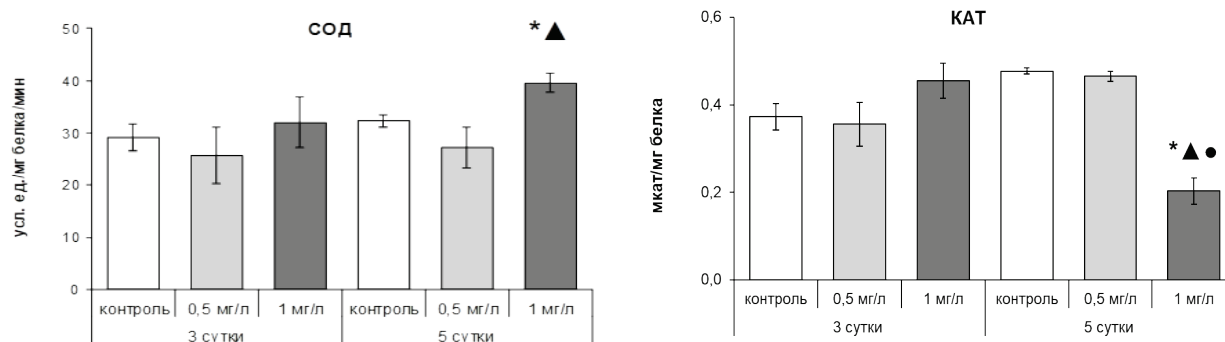 СОД
* ▲
усл. ед./мг белка/мин
50
40
30
20
10
0
контроль 0,5 мг/л 1 мг/л контроль 0,5 мг/л 1 мг/л
3 сутки 5 сутки
КАТ
* ▲ ●
мкат/мг белка
0,6
0,4
0,2
0,0
контроль 0,5 мг/л 1 мг/л контроль 0,5 мг/л 1 мг/л
3 сутки 5 сутки